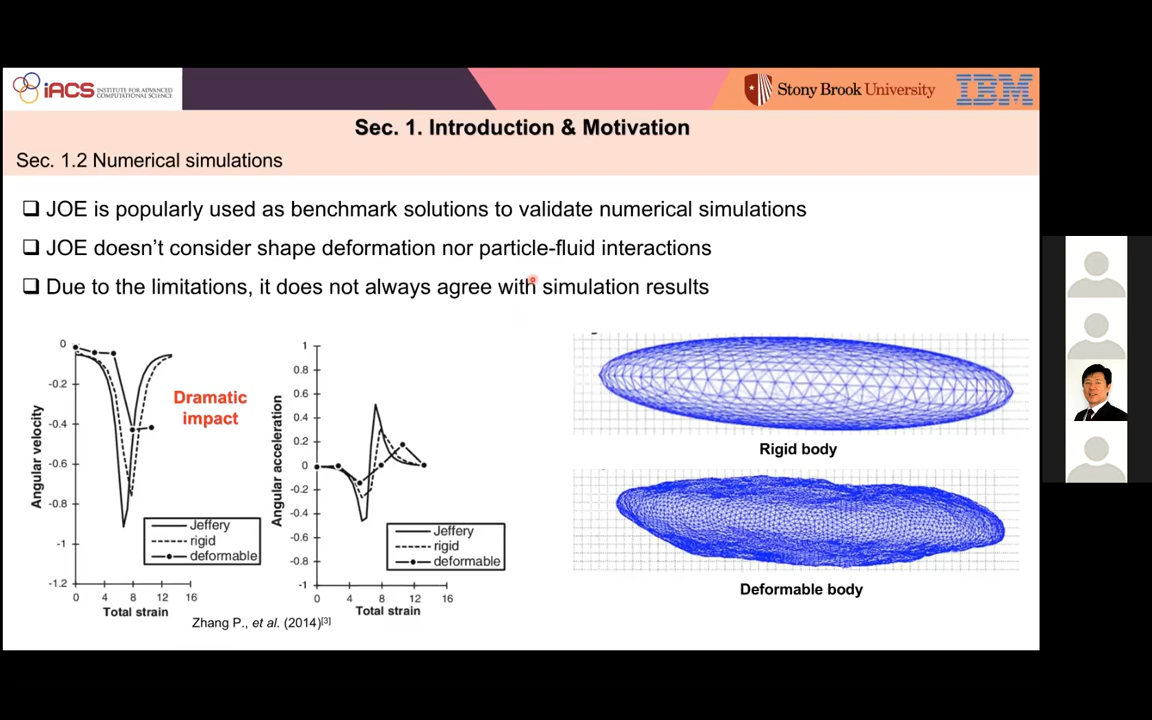 iACS INSTITUTE FOR ADVANCED
COMPUTATIONAL SCIENCE
Stony Brook University
IBM
Sec. 1. Introduction & Motivation
Sec. 1.2 Numerical simulations
❑ JOE is popularly used as benchmark solutions to validate numerical simulations
❑ JOE doesn't consider shape deformation nor particle-fluid interactions
❑ Due to the limitations, it does not always agree with simulation results
0
-0.2
-0.4
-0.6
-0.8
-1
-1.2
Angular velocity
0 4 8 12 16
Total strain
Dramatic
impact
Jeffery
rigid
deformable
1
0.8
0.6
0.4
0.2
0
-0.2
-0.4
-0.6
-0.8
-1
Angular acceleration
0 4 8 12 16
Total strain
Jeffery
rigid
deformable
Zhang P., et al. (2014)[3]
Rigid body
Deformable body